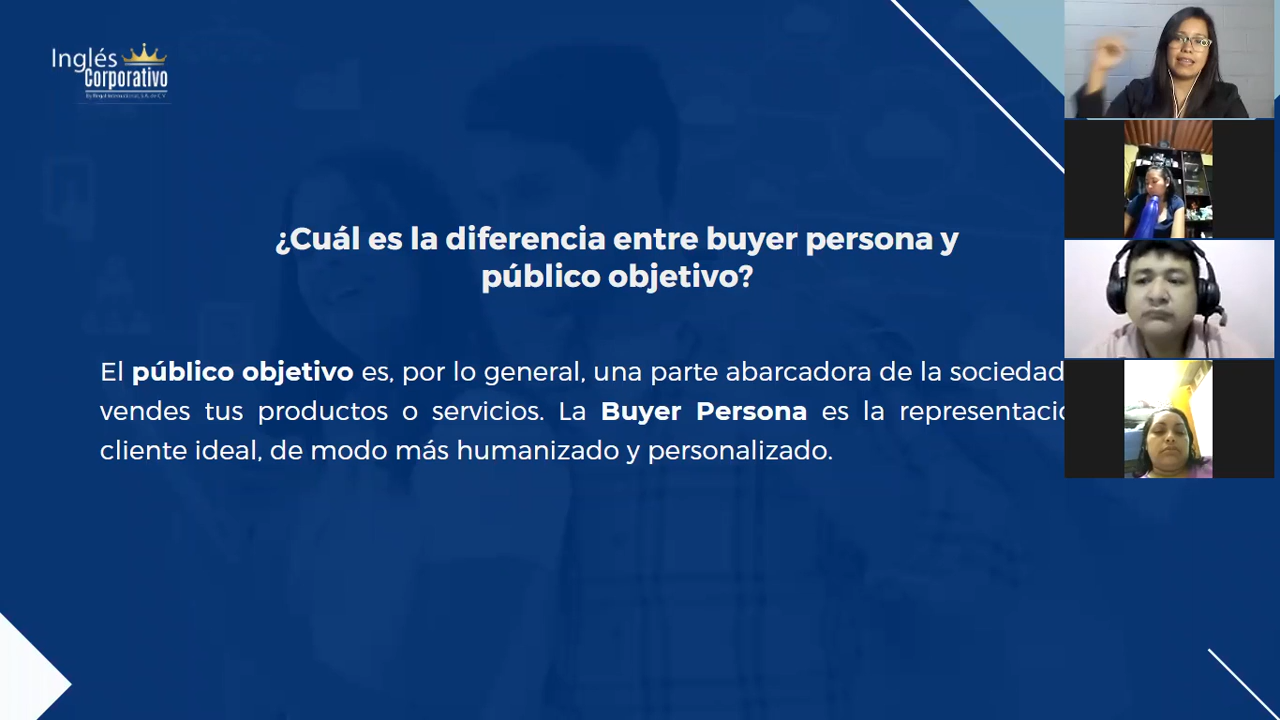 Inglés
Corporativo
¿Cuál es la diferencia entre buyer persona y
público objetivo?
El público objetivo es, por lo general, una parte abarcadora de la sociedad
vendes tus productos o servicios. La Buyer Persona es la
cliente ideal, de modo más humanizado y personalizado.